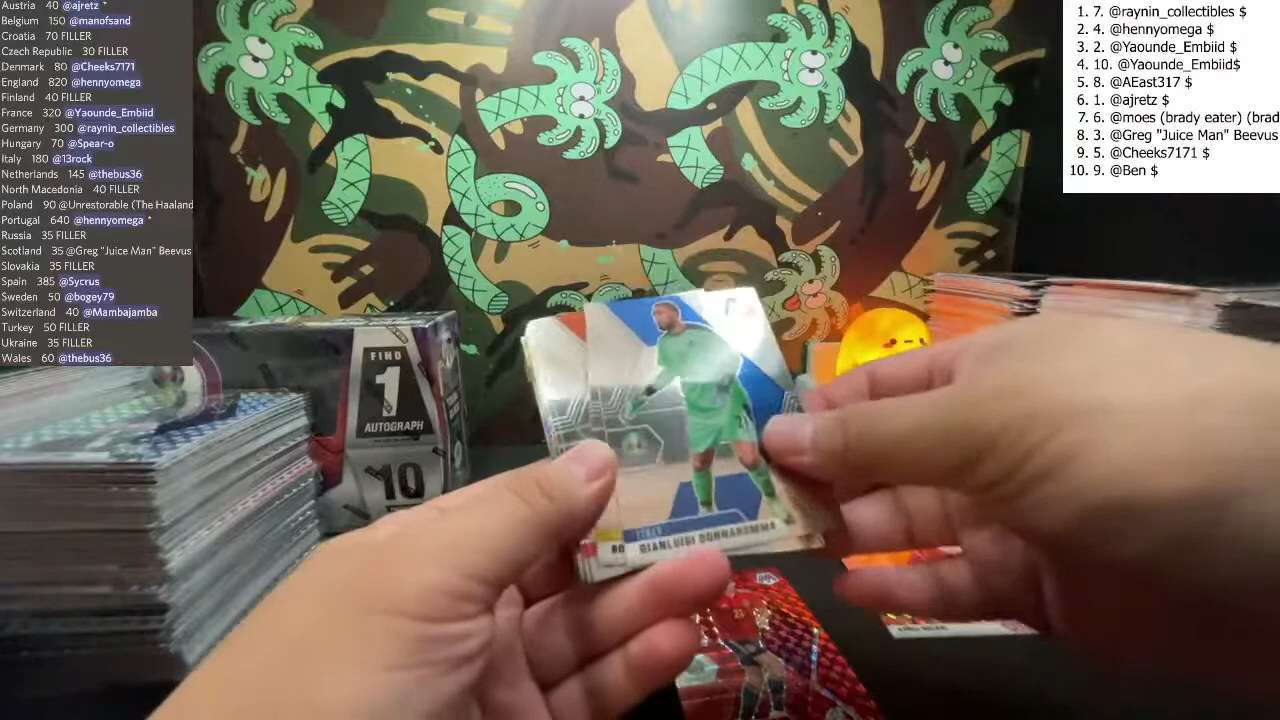 Austria 40 @ajretz *
Belgium 150 @manofsand
Croatia 70 FILLER
Czech Republic 30 FILLER
Denmark 80 @Cheeks7171
England 820 @hennyomega
Finland 40 FILLER
France 320 @Yaounde_Embiid
Germany 300 @raynin_collectibles
Hungary 70 @Spear-o
Italy 180 @13rock
Netherlands 145 @thebus36
North Macedonia 40 FILLER
Poland 90 @Unrestorable (The Haaland
Portugal 640 @hennyomega *
Russia 35 FILLER
Scotland 35 @Greg "Juice Man" Beevus
Slovakia 35 FILLER
Spain 385 @Sycrus
Sweden 50 @bogey79
Switzerland 40 @Mambajamba
Turkey 50 FILLER
Ukraine 35 FILLER
Wales 60 @thebus36
1. 7. @raynin_collectibles $
2. 4. @hennyomega $
3. 2. @Yaounde_Embiid $
4. 10. @Yaounde_Embiid$
5. 8. @AEast317 $
6. 1. @ajretz $
7. 6. @moes (brady eater) (brad
8. 3. @Greg "Juice Man" Beevus
9. 5. @Cheeks7171 $
10. 9. @Ben $
FIND
1
AUTOGRAPH
10
ITALY
BO
GIANLUIGI DONNARUMMA